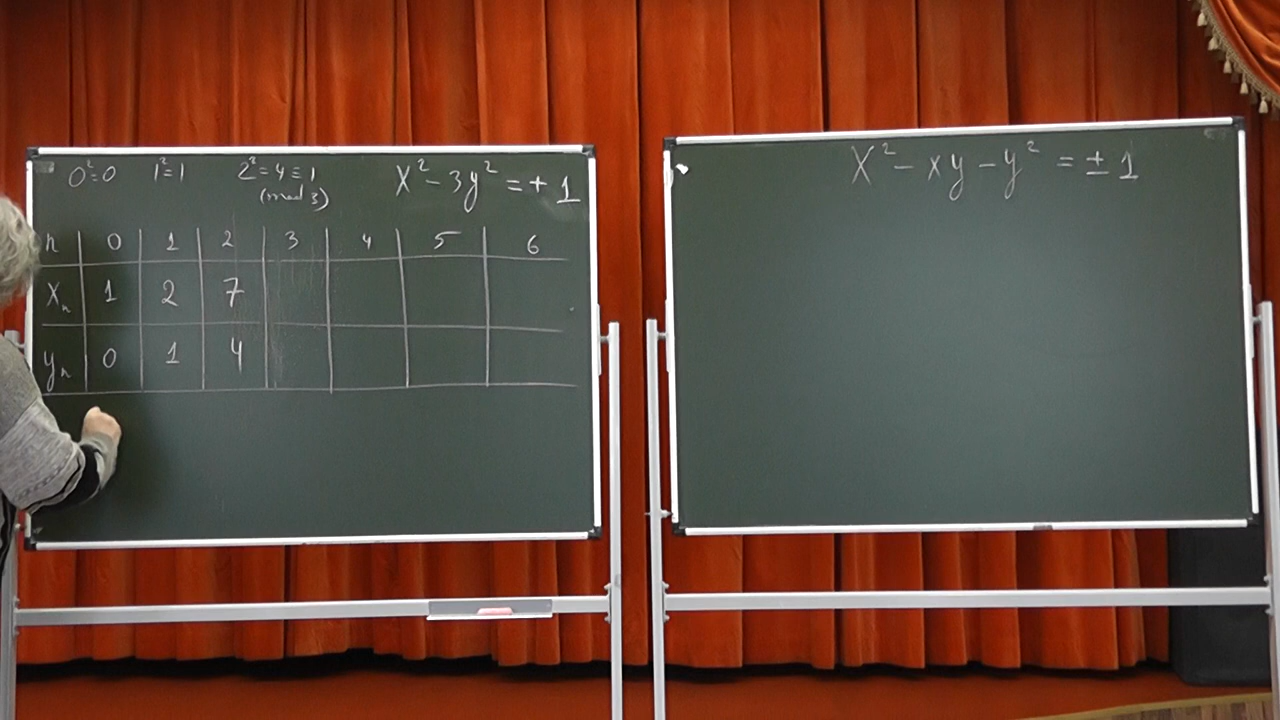 0²=0 1²=1 2²=4≡1
(mod 3)
x² - 3y² = + 1
n 0 1 2 3 4 5 6
xₙ 1 2 7
yₙ 0 1 4
x² - xy - y² = ± 1